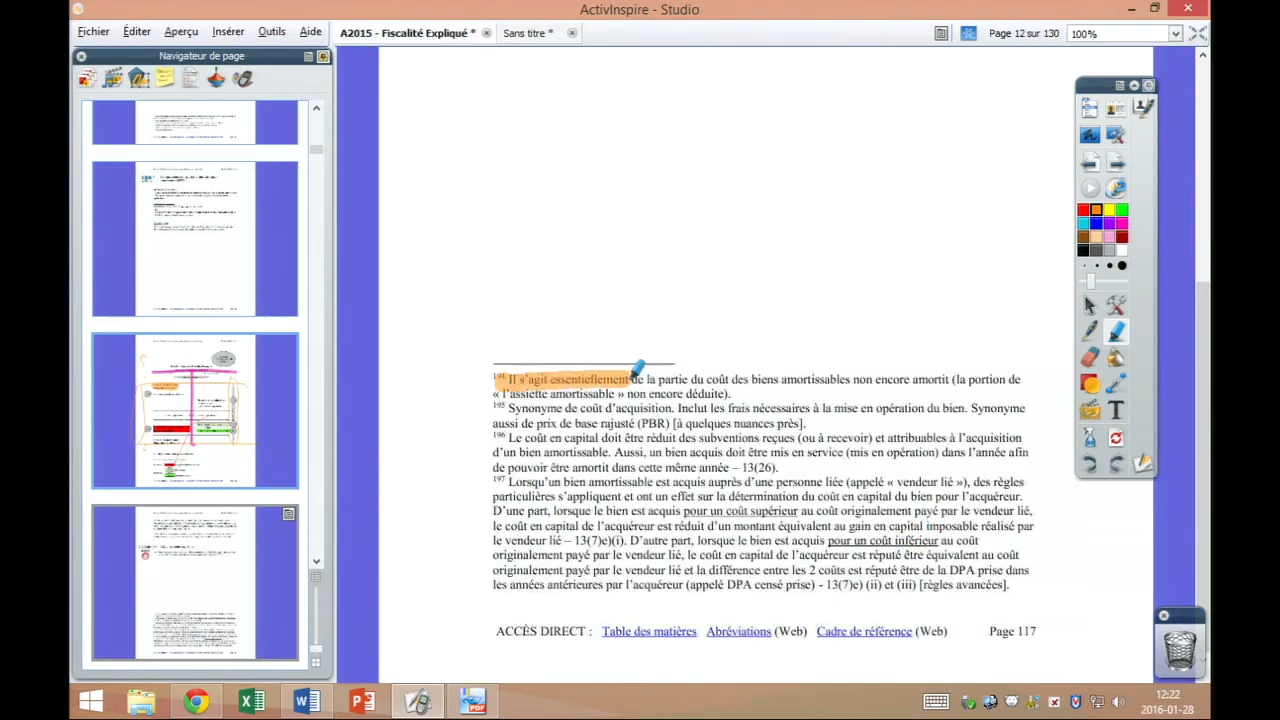 ActivInspire - Studio
Fichier Éditer Aperçu Insérer Outils Aide
A2015 - Fiscalité Expliqué * Sans titre *
Page 12 sur 130 100%
Navigateur de page
194 Il s'agit essentiellement de la partie du coût des biens amortissables non encore amortit (la portion de
« l'assiette amortissable » non encore déduite).
195 Synonyme de coût d'acquisition. Inclut les frais nécessaires à la mise en opération du bien. Synonyme
aussi de prix de base rajusté (PBR) [à quelques nuances près].
196 Le coût en capital doit être réduit des subventions reçues (ou à recevoir) et attribuables à l'acquisition
d'un bien amortissable. Aussi, un bien acquis doit être mis en service (mis en opération) dans l'année afin
de pouvoir être amorti dans cette même année – 13(26).
197 Lorsqu'un bien amortissable est acquis auprès d'une personne liée (appelé « vendeur lié »), des règles
particulières s'appliquent et ont un effet sur la détermination du coût en capital du bien pour l'acquéreur.
D'une part, lorsque le bien est acquis pour un coût supérieur au coût originalement payé par le vendeur lié,
le coût en capital de l'acquéreur est réduit d'un montant équivalent au gain en capital imposable réalisé par
le vendeur lié – 13(7)e)(i). D'autre part, lorsque le bien est acquis pour un coût inférieur au coût
originalement payé par le vendeur lié, le coût en capital de l'acquéreur est réputé être équivalent au coût
originalement payé par le vendeur lié et la différence entre les 2 coûts est réputé être de la DPA prise dans
les années antérieures par l'acquéreur (appelé DPA censé prise) - 13(7)e) (ii) et (iii) [règles avancées].
ACCÈS DIRECT - Table des matières Abréviations (Web) Cadre de référence (Web) Page 117
12:22
2016-01-28